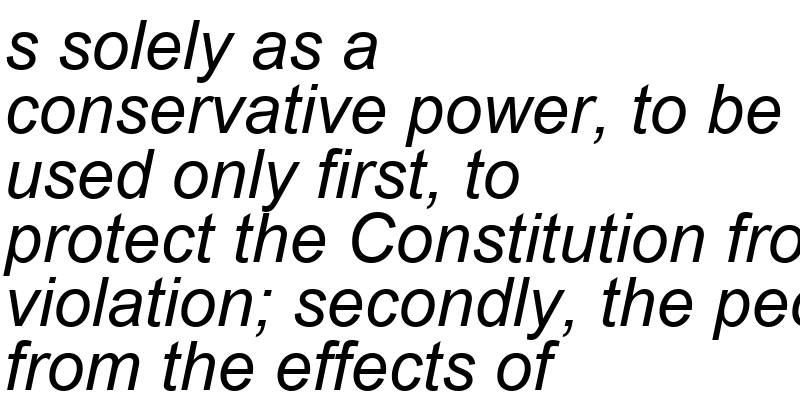 s solely as a
conservative power, to be
used only first, to
protect the Constitution fro
violation; secondly, the peo
from the effects of